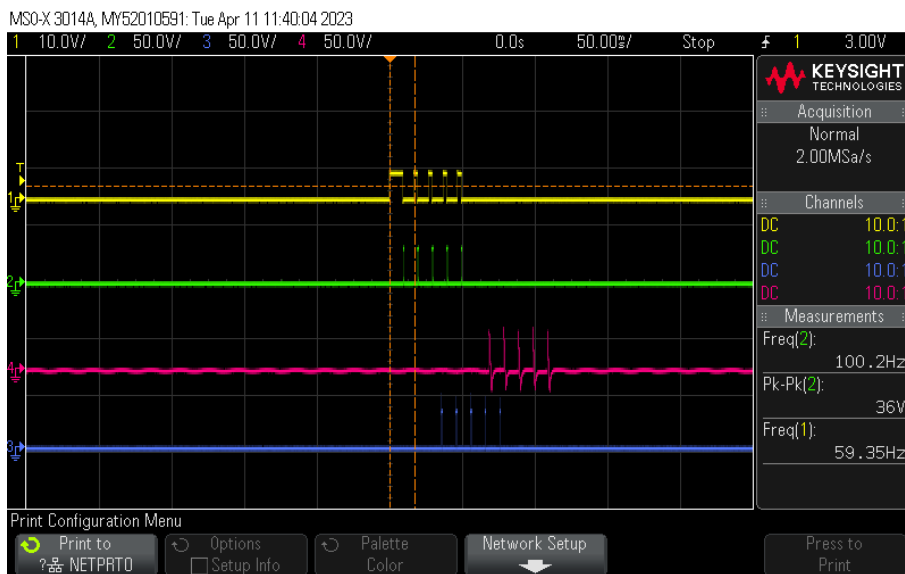 MSO-X 3014A, MY52010591: Tue Apr 11 11:40:04 2023
1 10.0V/ 2 50.0V/ 3 50.0V/ 4 50.0V/ 0.0s 50.00ms/ Stop 1 3.00V
KEYSIGHT
TECHNOLOGIES
Acquisition
Normal
2.00MSa/s
Channels
DC 10.0:1
DC 10.0:1
DC 10.0:1
DC 10.0:1
Measurements
Freq(2):
100.2Hz
Pk-Pk(2):
36V
Freq(1):
59.35Hz
T
1
2
4
3
Print Configuration Menu
Print to
? NETPRT0
Options
Setup Info
Palette
Color
Network Setup
Press to
Print